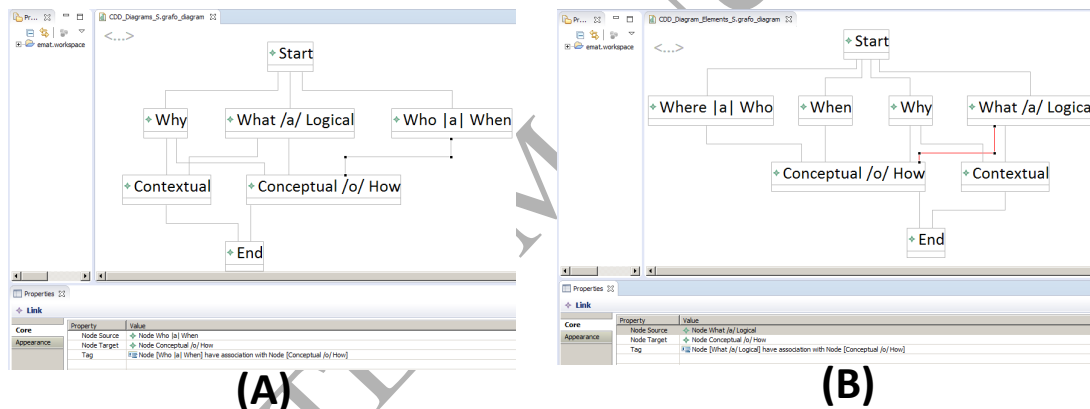 Pr...
CDD_Diagrams_S.grafo_diagram
emat.workspace
<...>
Start
Why
What /a/ Logical
Who |a| When
Contextual
Conceptual /o/ How
End
Properties
Link
Core
Appearance
Property Value
Node Source Node Who |a| When
Node Target Node Conceptual /o/ How
Tag Node [Who |a| When] have association with Node [Conceptual /o/ How]
(A)
Pr...
CDD_Diagram_Elements_S.grafo_diagram
emat.workspace
<...>
Start
Where |a| Who
When
Why
What /a/ Logica
Conceptual /o/ How
Contextual
End
Properties
Link
Core
Appearance
Property Value
Node Source Node What /a/ Logical
Node Target Node Conceptual /o/ How
Tag Node [What /a/ Logical] have association with Node [Conceptual /o/ How]
(B)